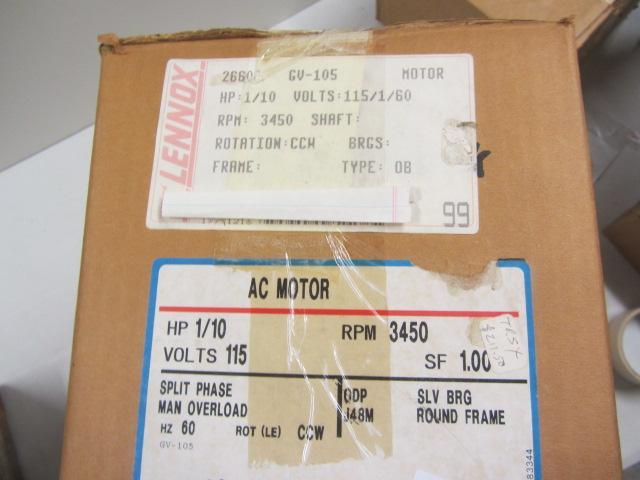 LENNOX
GV-105 MOTOR
HP:1/10 VOLTS:115/1/60
RPM: 3450 SHAFT:
ROTATION:CCW BRGS:
FRAME: TYPE: OB
99
AC MOTOR
HP 1/10 RPM 3450
VOLTS 115 SF 1.00
SPLIT PHASE ODP SLV BRG
MAN OVERLOAD J48M ROUND FRAME
HZ 60 ROT (LE) CCW
GV-105
83344